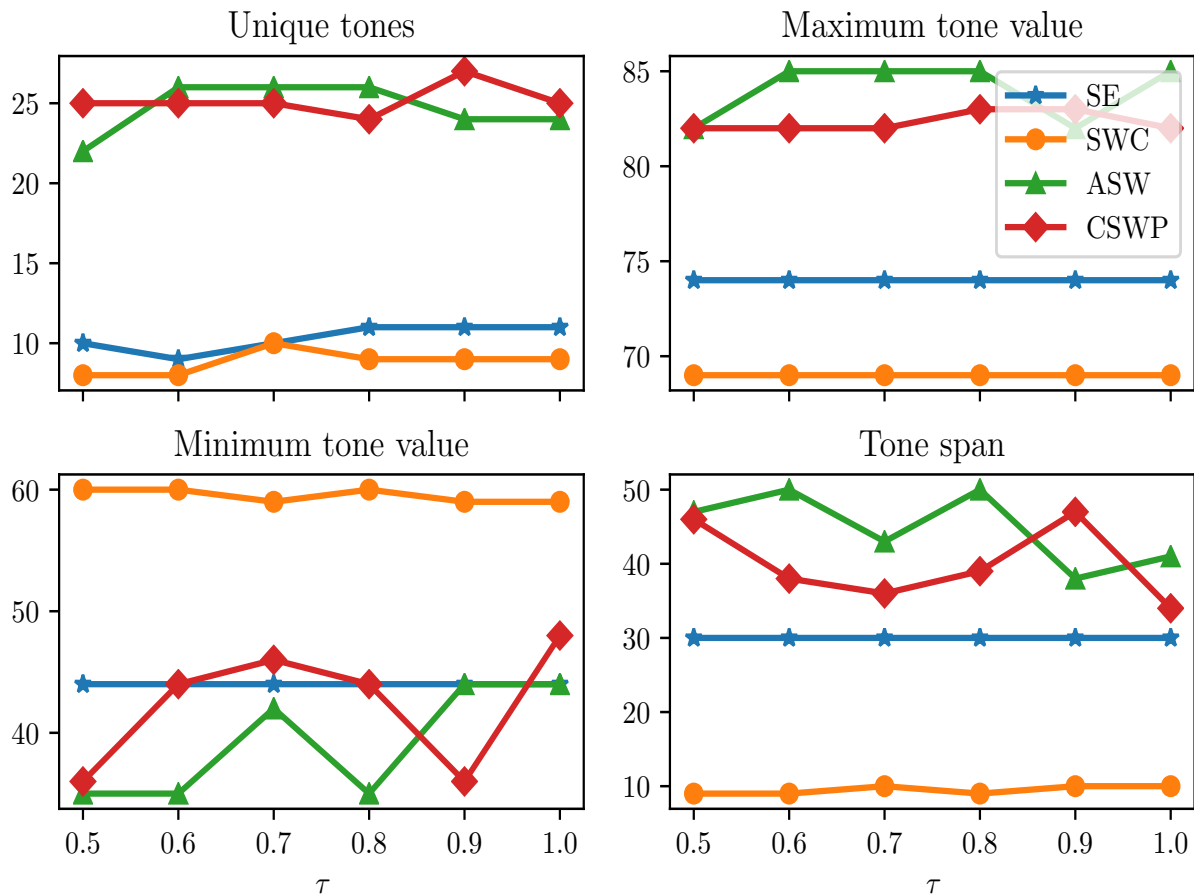 Unique tones
25
20
15
10
Maximum tone value
85
80
75
70
SE
SWC
ASW
CSWP
Minimum tone value
60
50
40
0.5 0.6 0.7 0.8 0.9 1.0
τ
Tone span
50
40
30
20
10
0.5 0.6 0.7 0.8 0.9 1.0
τ